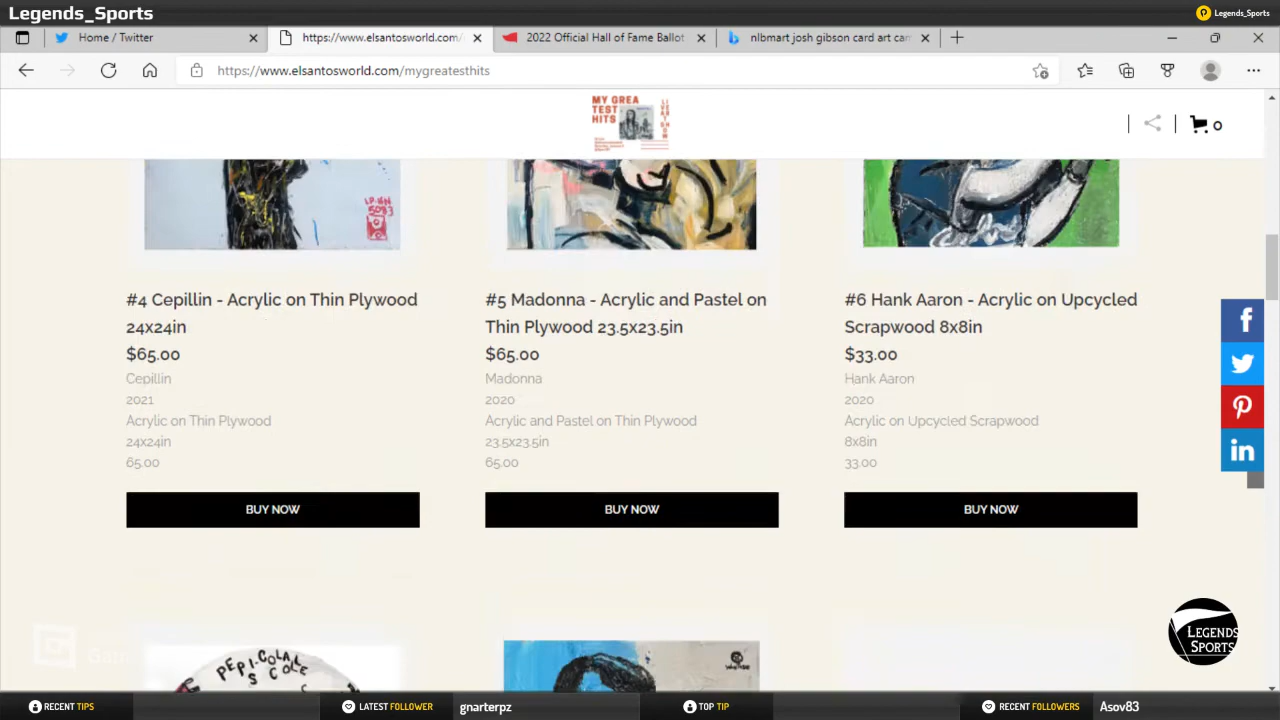 Legends_Sports
Legends_Sports
Home / Twitter
https://www.elsantosworld.com/
2022 Official Hall of Fame Ballot
nlbmart josh gibson card art car
https://www.elsantosworld.com/mygreatesthits
MY GREA
TEST
HITS
0
LP-HN
5083
#4 Cepillin - Acrylic on Thin Plywood
24x24in
$65.00
Cepillin
2021
Acrylic on Thin Plywood
24x24in
65.00
BUY NOW
#5 Madonna - Acrylic and Pastel on
Thin Plywood 23.5x23.5in
$65.00
Madonna
2020
Acrylic and Pastel on Thin Plywood
23.5x23.5in
65.00
BUY NOW
#6 Hank Aaron - Acrylic on Upcycled
Scrapwood 8x8in
$33.00
Hank Aaron
2020
Acrylic on Upcycled Scrapwood
8x8in
33.00
BUY NOW
LEGENDS
SPORTS
RECENT TIPS
LATEST FOLLOWER
gnarterpz
TOP TIP
RECENT FOLLOWERS
Asov83